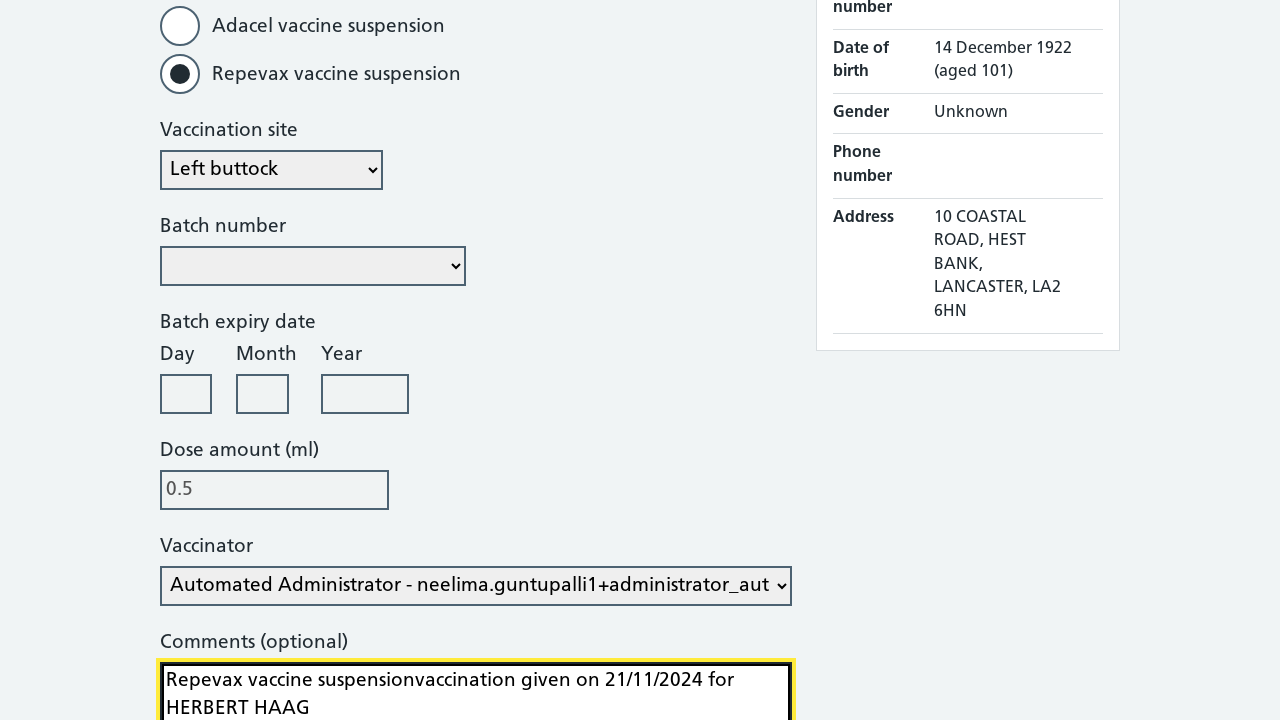 Adacel vaccine suspension
Repevax vaccine suspension
Vaccination site
Left buttock
Batch number
Batch expiry date
Day Month Year
Dose amount (ml)
0.5
Vaccinator
Automated Administrator - neelima.guntupalli1+administrator_aut
Comments (optional)
Repevax vaccine suspensionvaccination given on 21/11/2024 for
HERBERT HAAG
number
Date of birth
14 December 1922
(aged 101)
Gender Unknown
Phone
number
Address
10 COASTAL
ROAD, HEST
BANK,
LANCASTER, LA2
6HN